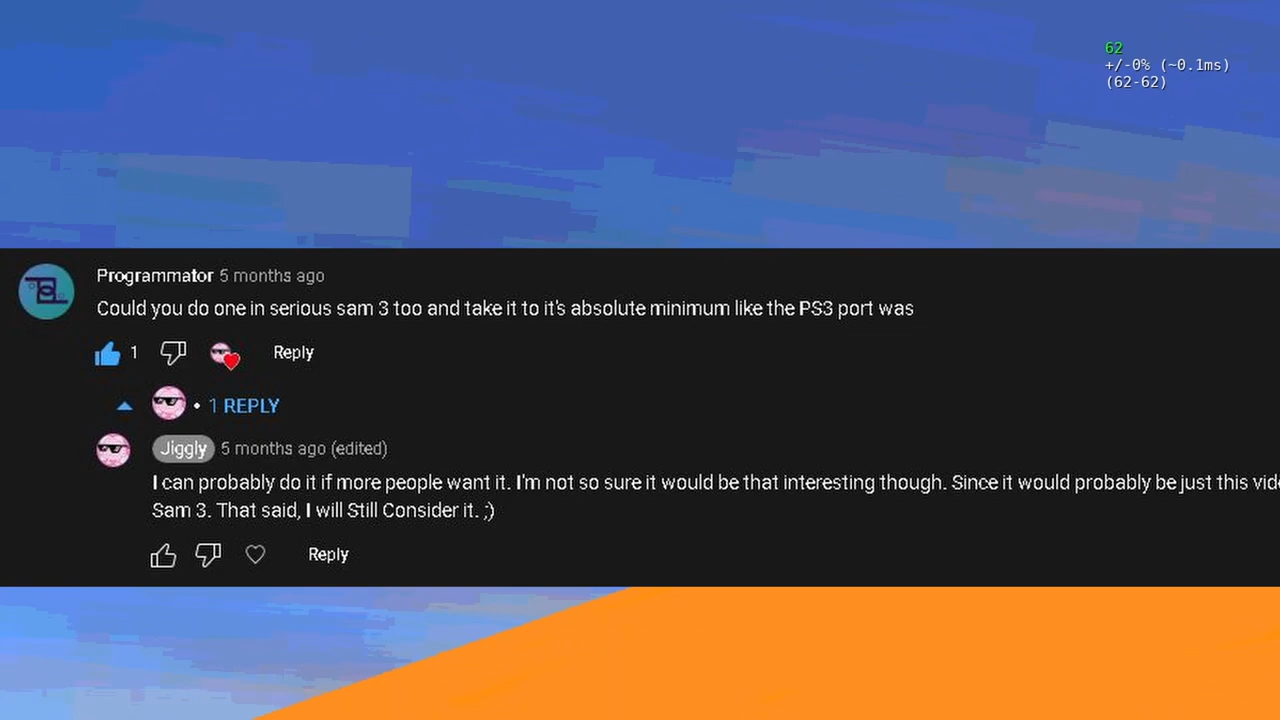 62
+/-0% (~0.1ms)
(62-62)
Programmator 5 months ago
Could you do one in serious sam 3 too and take it to it's absolute minimum like the PS3 port was
1
Reply
• 1 REPLY
Jiggly 5 months ago (edited)
I can probably do it if more people want it. I'm not so sure it would be that interesting though. Since it would probably be just this vid
Sam 3. That said, I will Still Consider it. ;)
Reply